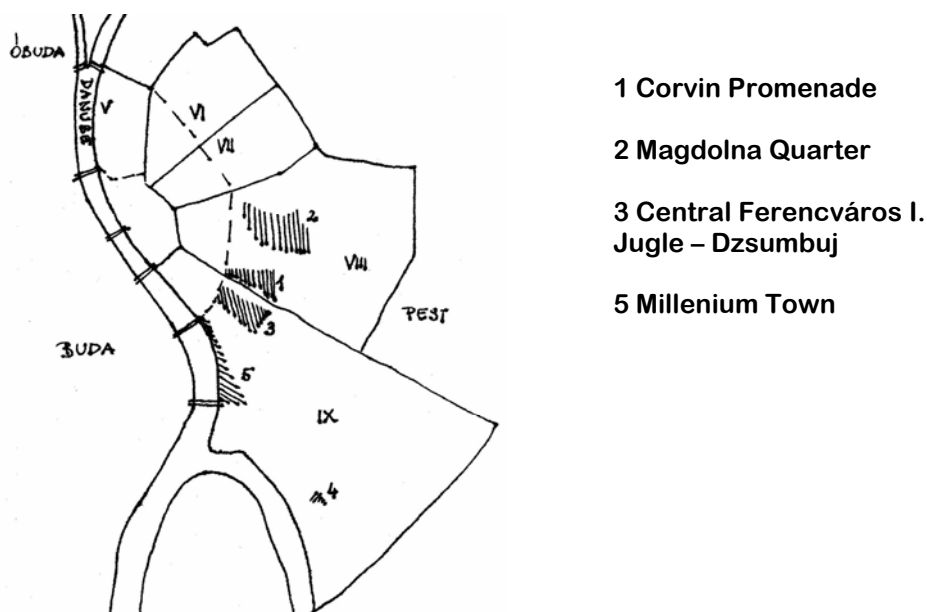 ÓBUDA
DANUBE
V
VI
VII
2
VIII
1
3
PEST
BUDA
5
IX
4
1 Corvin Promenade
2 Magdolna Quarter
3 Central Ferencváros I.
Jugle – Dzsumbuj
5 Millenium Town